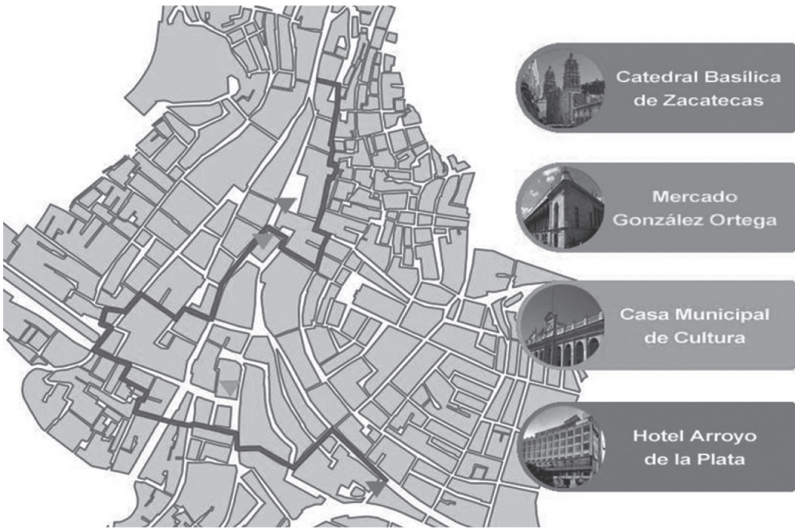 Catedral Basílica
de Zacatecas
Mercado
González Ortega
Casa Municipal
de Cultura
Hotel Arroyo
de la Plata